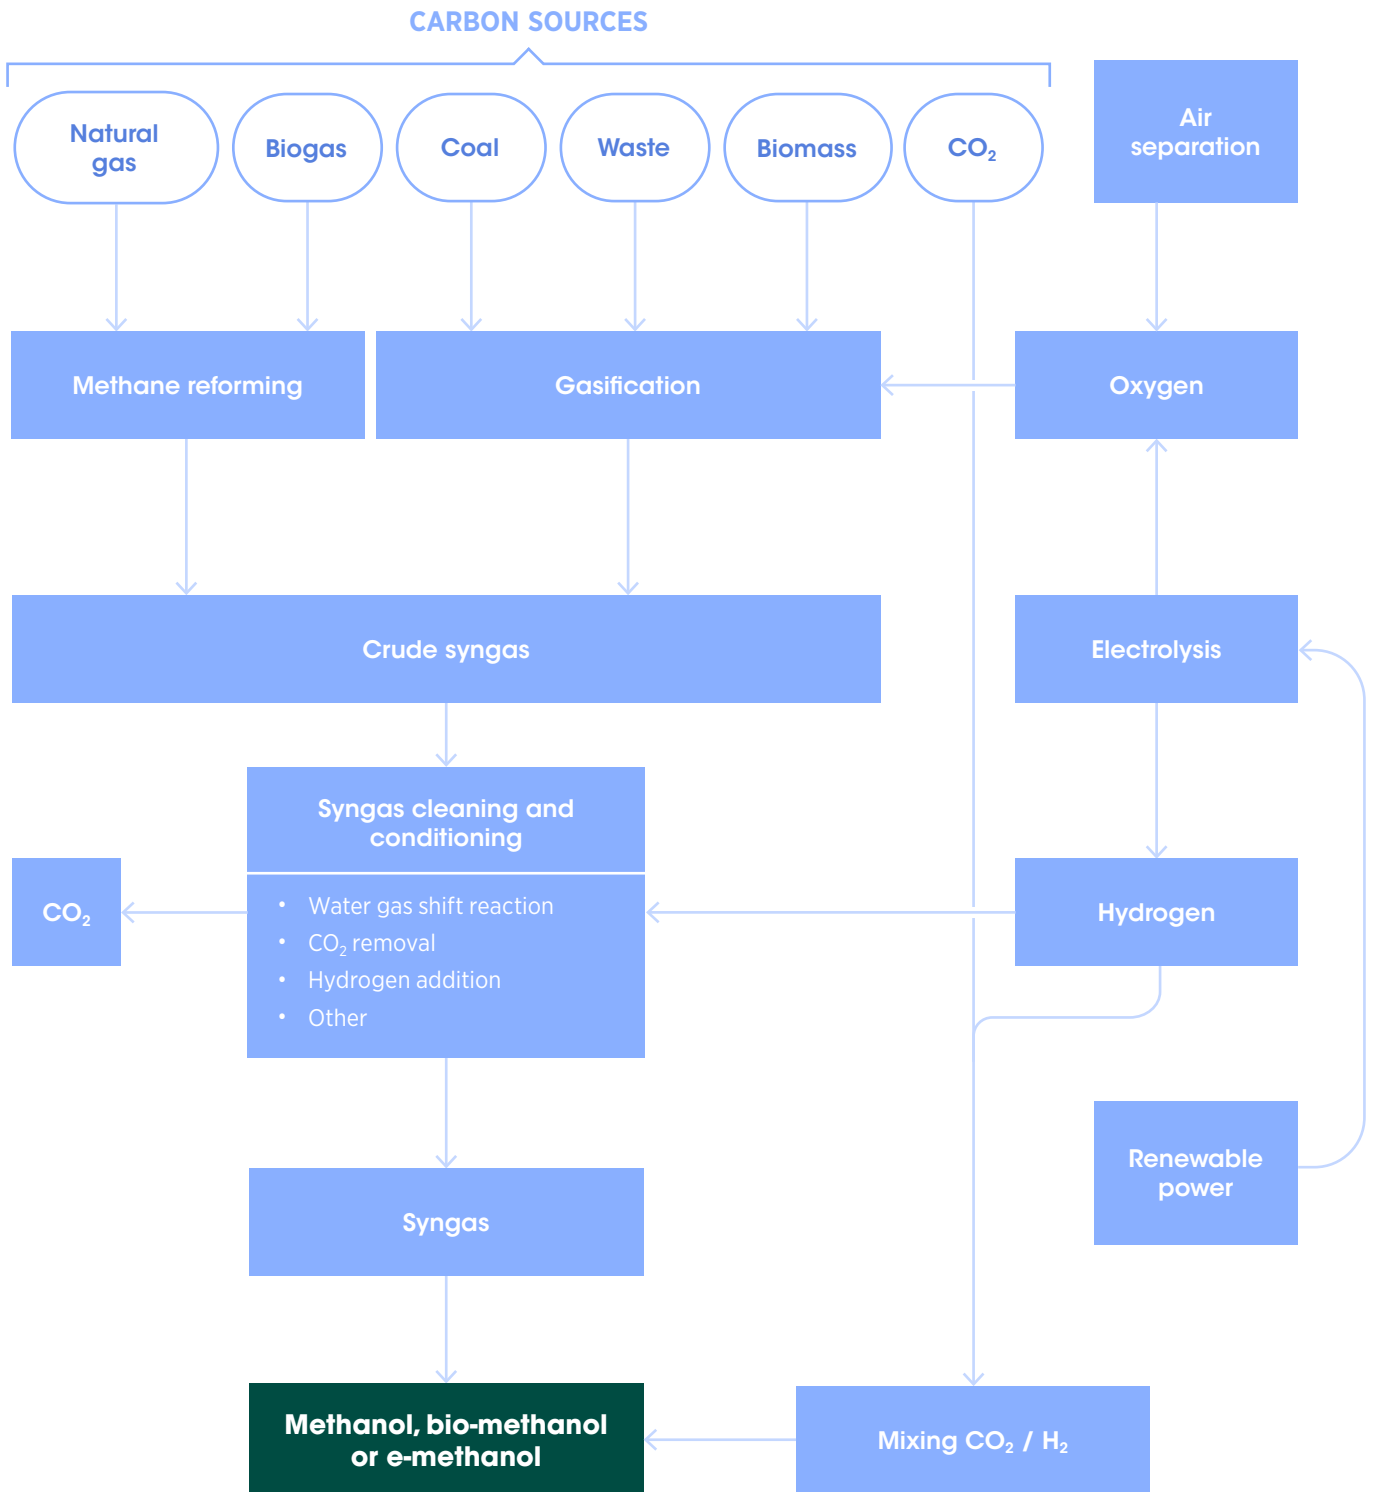 CARBON SOURCES
Natural
gas
Biogas
Coal
Waste
Biomass
CO₂
Air
separation
Methane reforming
Gasification
Oxygen
Crude syngas
Electrolysis
Syngas cleaning and
conditioning
• Water gas shift reaction
• CO₂ removal
• Hydrogen addition
• Other
CO₂
Hydrogen
Renewable
power
Syngas
Methanol, bio-methanol
or e-methanol
Mixing CO₂ / H₂